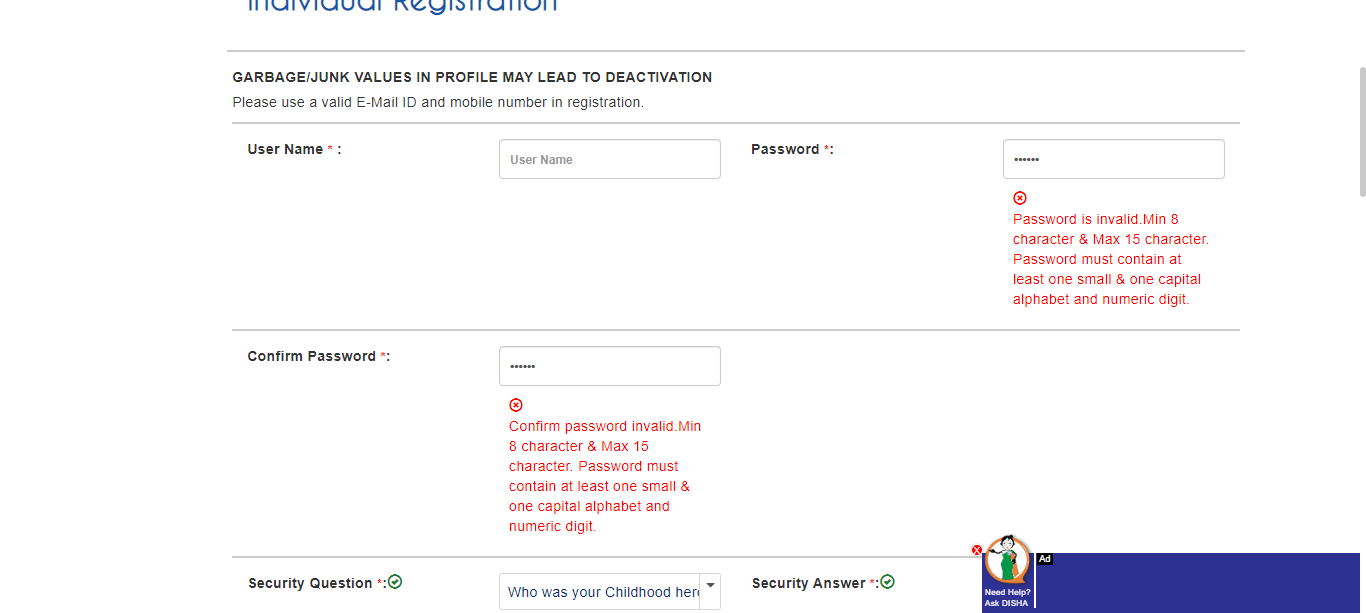 Individual Registration
GARBAGE/JUNK VALUES IN PROFILE MAY LEAD TO DEACTIVATION
Please use a valid E-Mail ID and mobile number in registration.
User Name * :
User Name
Password *:
••••••
Password is invalid.Min 8
character & Max 15 character.
Password must contain at
least one small & one capital
alphabet and numeric digit.
Confirm Password *:
••••••
Confirm password invalid.Min
8 character & Max 15
character. Password must
contain at least one small &
one capital alphabet and
numeric digit.
Security Question *:
Who was your Childhood her
Security Answer *:
Ad
Need Help?
Ask DISHA